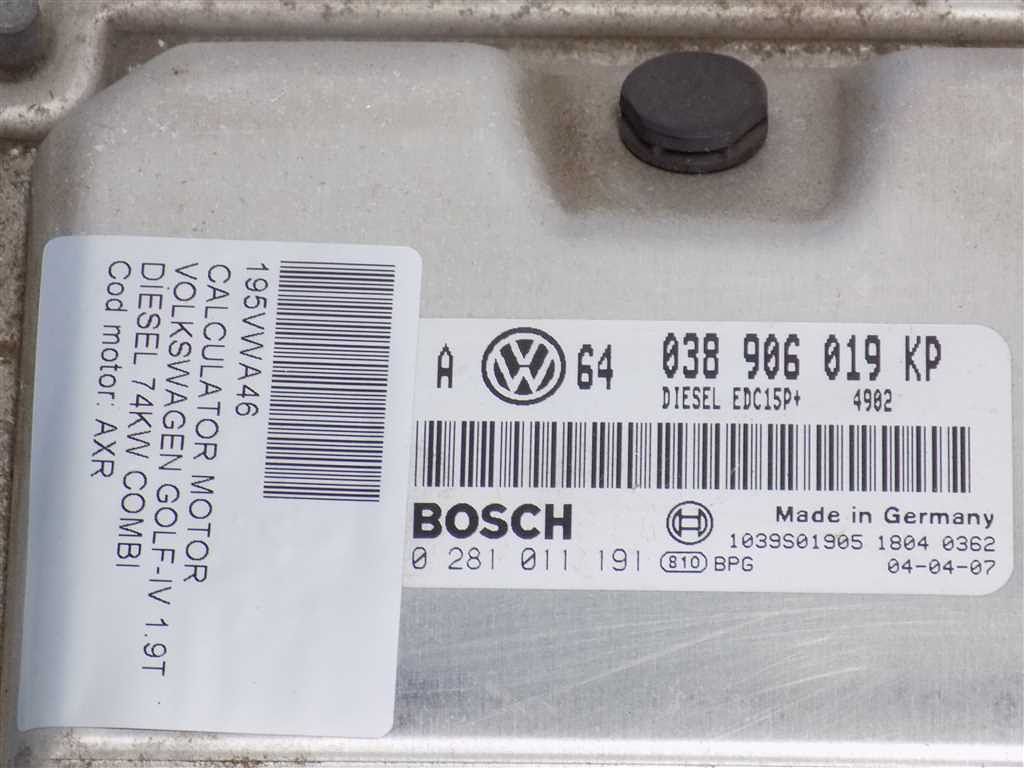 195VWA46
CALCULATOR MOTOR
VOLKSWAGEN GOLF-IV 1.9T
DIESEL 74KW COMBI
Cod motor: AXR
A VW 64 038 906 019 KP
DIESEL EDC15P+ 4902
BOSCH
Made in Germany
1039S01905 1804 0362
0 281 011 191 810 BPG 04-04-07